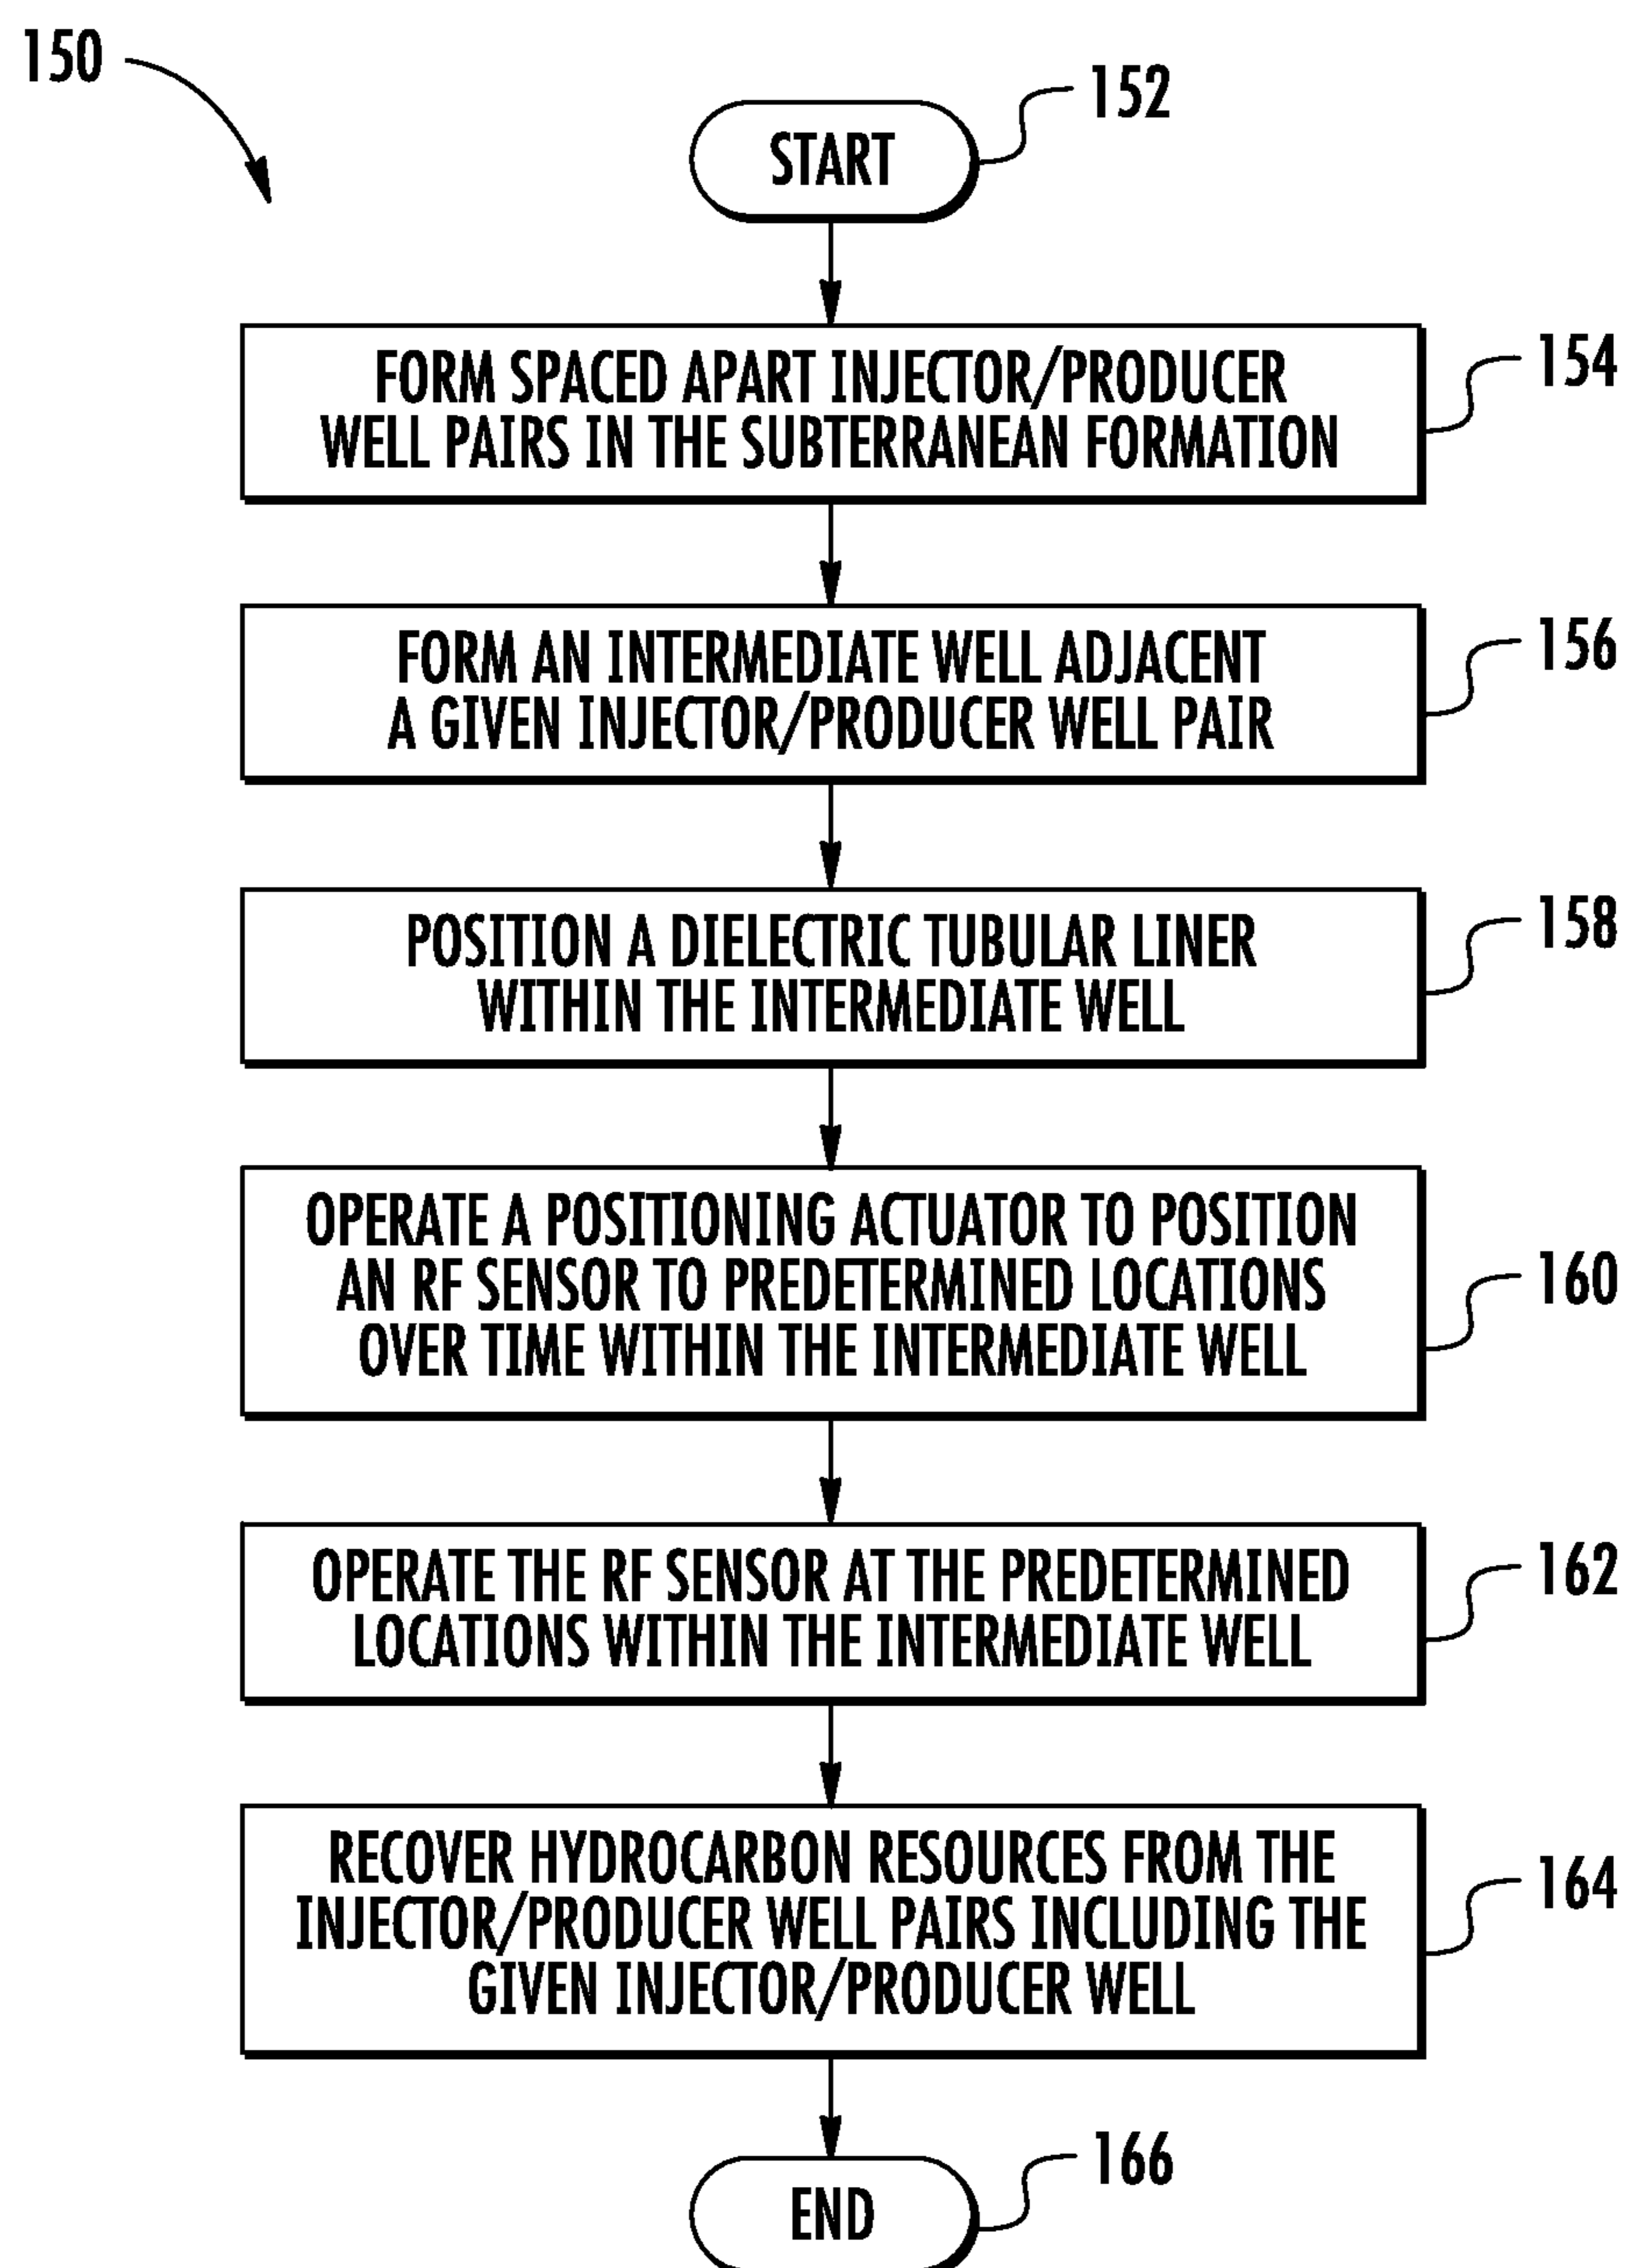 150
152
START
FORM SPACED APART INJECTOR/PRODUCER
WELL PAIRS IN THE SUBTERRANEAN FORMATION
154
FORM AN INTERMEDIATE WELL ADJACENT
A GIVEN INJECTOR/PRODUCER WELL PAIR
156
POSITION A DIELECTRIC TUBULAR LINER
WITHIN THE INTERMEDIATE WELL
158
OPERATE A POSITIONING ACTUATOR TO POSITION
AN RF SENSOR TO PREDETERMINED LOCATIONS
OVER TIME WITHIN THE INTERMEDIATE WELL
160
OPERATE THE RF SENSOR AT THE PREDETERMINED
LOCATIONS WITHIN THE INTERMEDIATE WELL
162
RECOVER HYDROCARBON RESOURCES FROM THE
INJECTOR/PRODUCER WELL PAIRS INCLUDING THE
GIVEN INJECTOR/PRODUCER WELL
164
166
END